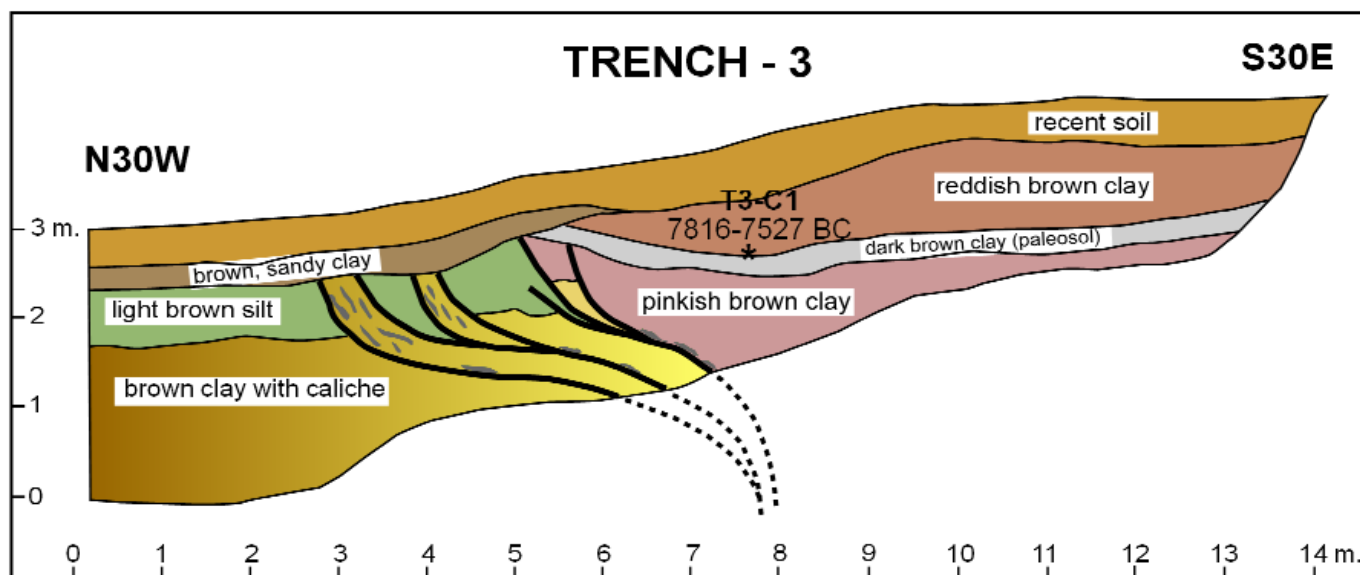 TRENCH - 3
S30E
N30W
recent soil
reddish brown clay
T3-C1
7816-7527 BC
*
dark brown clay (paleosol)
brown, sandy clay
light brown silt
pinkish brown clay
brown clay with caliche
3 m.
2
1
0
0 1 2 3 4 5 6 7 8 9 10 11 12 13 14 m.